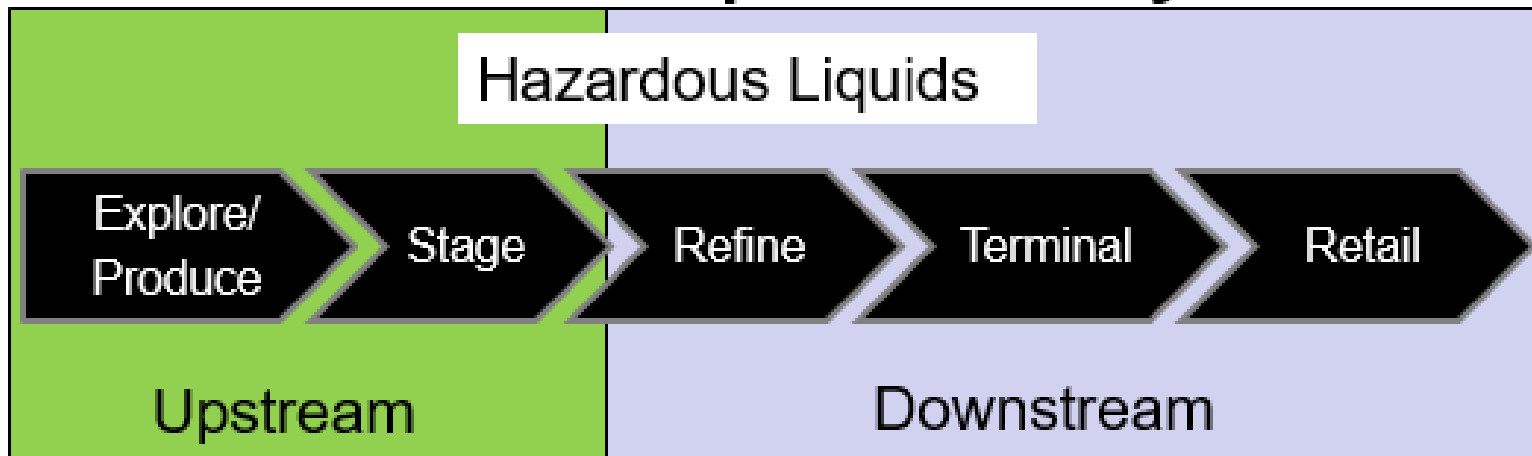 Hazardous Liquids
Explore/
Produce
Stage
Refine
Terminal
Retail
Upstream
Downstream